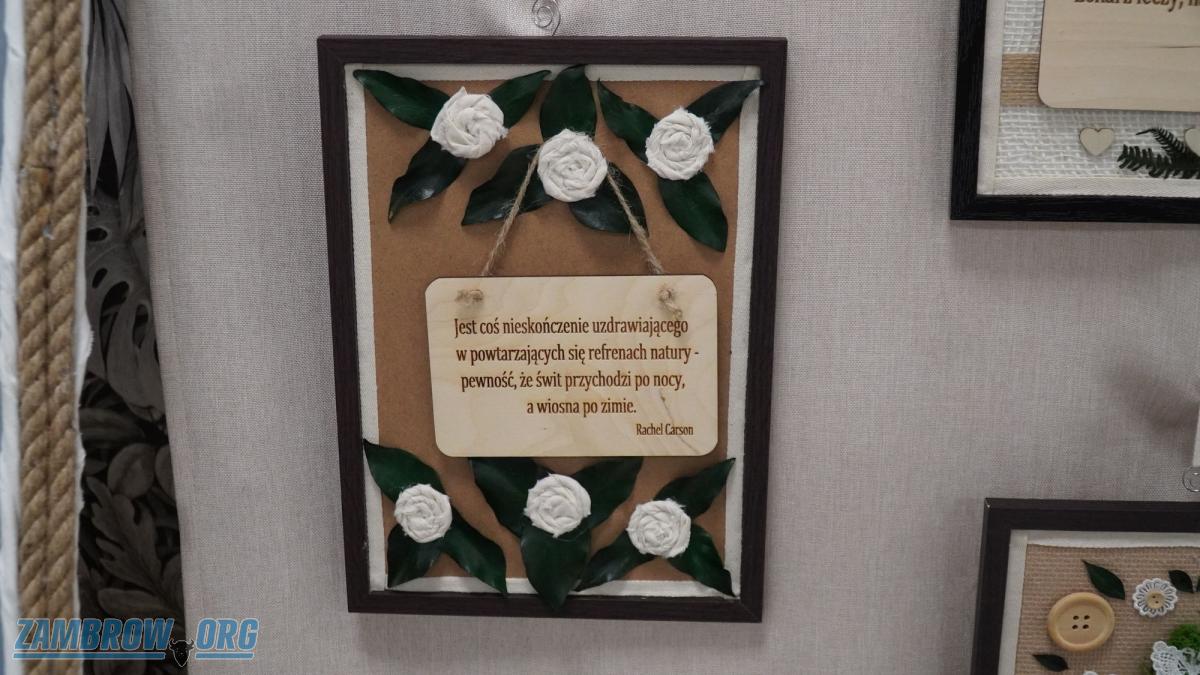 Jest coś nieskończenie uzdrawiającego
w powtarzających się refrenach natury -
pewność, że świt przychodzi po nocy,
a wiosna po zimie.
Rachel Carson
ZAMBROW.ORG